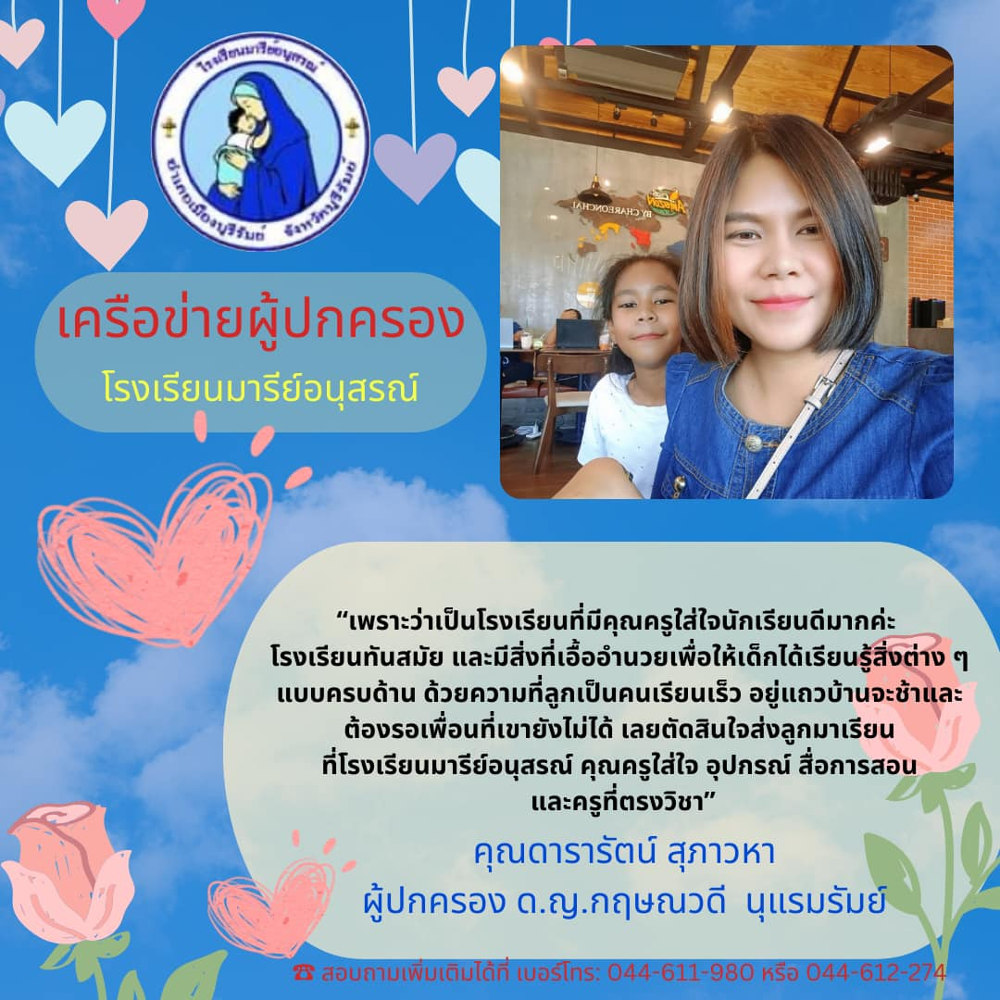 โรงเรียนมารีย์อนุสรณ์
อำเภอเมืองบุรีรัมย์ จังหวัดบุรีรัมย์
Café
Amazon
BY CHAREONCHAI
เครือข่ายผู้ปกครอง
โรงเรียนมารีย์อนุสรณ์
“เพราะว่าเป็นโรงเรียนที่มีคุณครูใส่ใจนักเรียนดีมากค่ะ
โรงเรียนทันสมัย และมีสิ่งที่เอื้ออำนวยเพื่อให้เด็กได้เรียนรู้สิ่งต่าง ๆ
แบบครบด้าน ด้วยความที่ลูกเป็นคนเรียนเร็ว อยู่แถวบ้านจะช้าและ
ต้องรอเพื่อนที่เขายังไม่ได้ เลยตัดสินใจส่งลูกมาเรียน
ที่โรงเรียนมารีย์อนุสรณ์ คุณครูใส่ใจ อุปกรณ์ สื่อการสอน
และครูที่ตรงวิชา”
คุณดารารัตน์ สุภาวหา
ผู้ปกครอง ด.ญ.กฤษณวดี นุแรมรัมย์
☎ สอบถามเพิ่มเติมได้ที่ เบอร์โทร: 044-611-980 หรือ 044-612-274